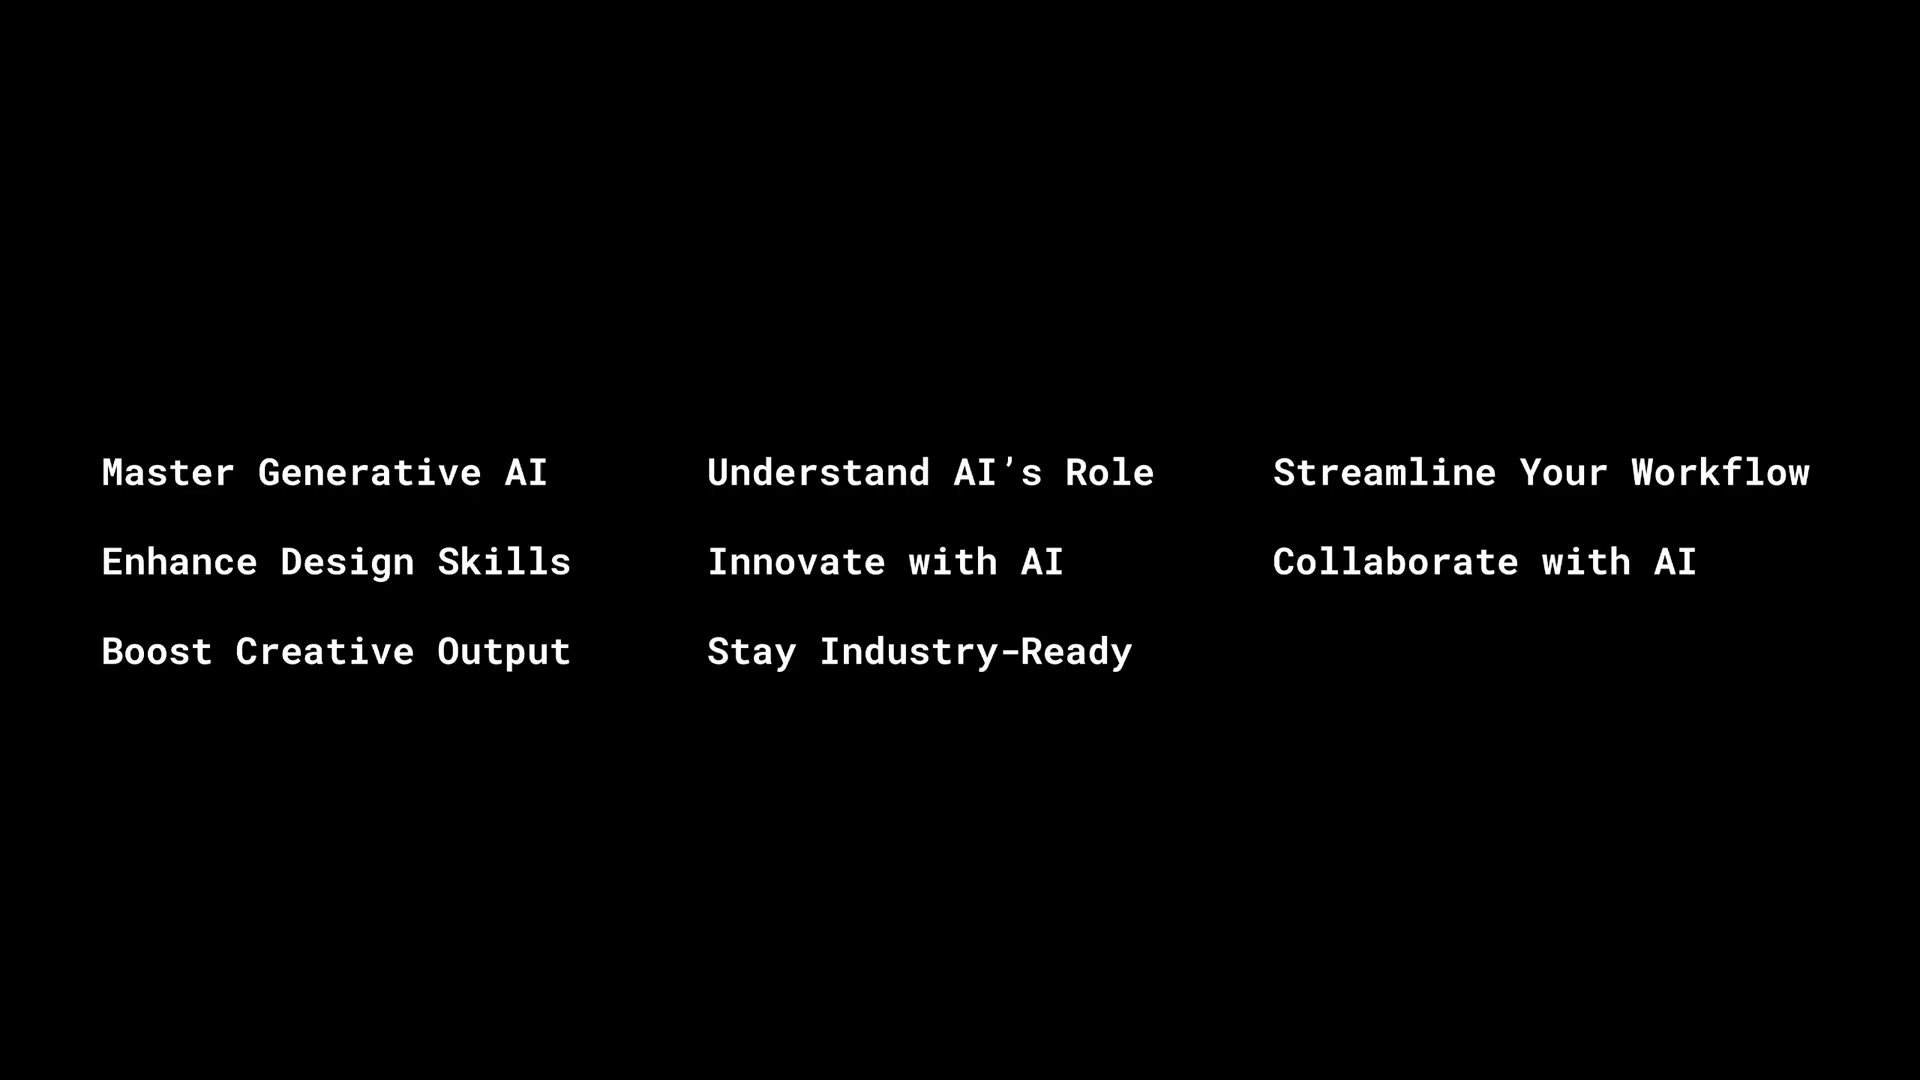 Master Generative AI
Enhance Design Skills
Boost Creative Output
Understand AI’s Role
Innovate with AI
Stay Industry-Ready
Streamline Your Workflow
Collaborate with AI